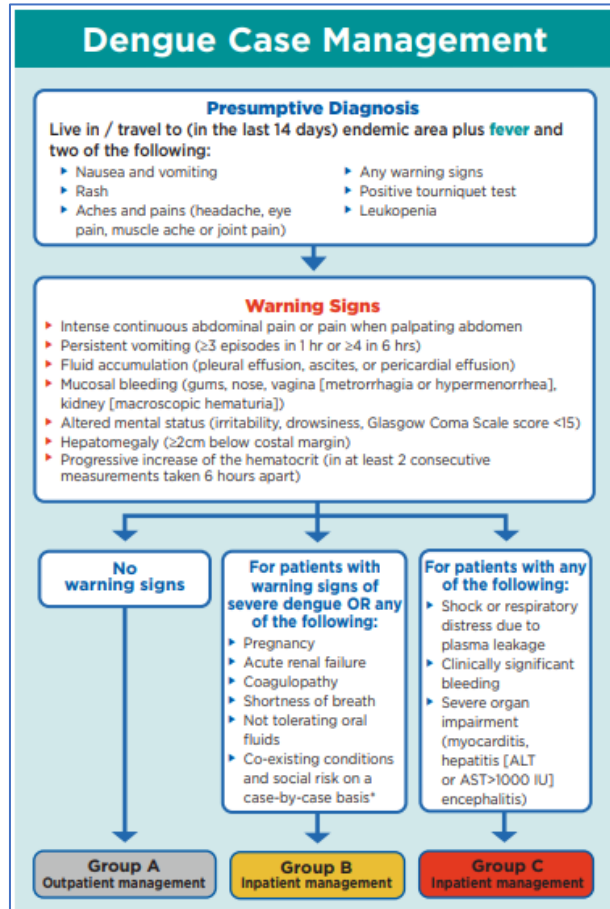 Dengue Case Management
Presumptive Diagnosis
Live in / travel to (in the last 14 days) endemic area plus fever and
two of the following:
▸ Nausea and vomiting
▸ Rash
▸ Aches and pains (headache, eye
pain, muscle ache or joint pain)
▸ Any warning signs
▸ Positive tourniquet test
▸ Leukopenia
Warning Signs
▸ Intense continuous abdominal pain or pain when palpating abdomen
▸ Persistent vomiting (≥3 episodes in 1 hr or ≥4 in 6 hrs)
▸ Fluid accumulation (pleural effusion, ascites, or pericardial effusion)
▸ Mucosal bleeding (gums, nose, vagina [metrorrhagia or hypermenorrhea],
kidney [macroscopic hematuria])
▸ Altered mental status (irritability, drowsiness, Glasgow Coma Scale score <15)
▸ Hepatomegaly (≥2cm below costal margin)
▸ Progressive increase of the hematocrit (in at least 2 consecutive
measurements taken 6 hours apart)
No
warning signs
For patients with
warning signs of
severe dengue OR any
of the following:
▸ Pregnancy
▸ Acute renal failure
▸ Coagulopathy
▸ Shortness of breath
▸ Not tolerating oral
fluids
▸ Co-existing conditions
and social risk on a
case-by-case basis*
For patients with any
of the following:
▸ Shock or respiratory
distress due to
plasma leakage
▸ Clinically significant
bleeding
▸ Severe organ
impairment
(myocarditis,
hepatitis [ALT
or AST>1000 IU]
encephalitis)
Group A
Outpatient management
Group B
Inpatient management
Group C
Inpatient management